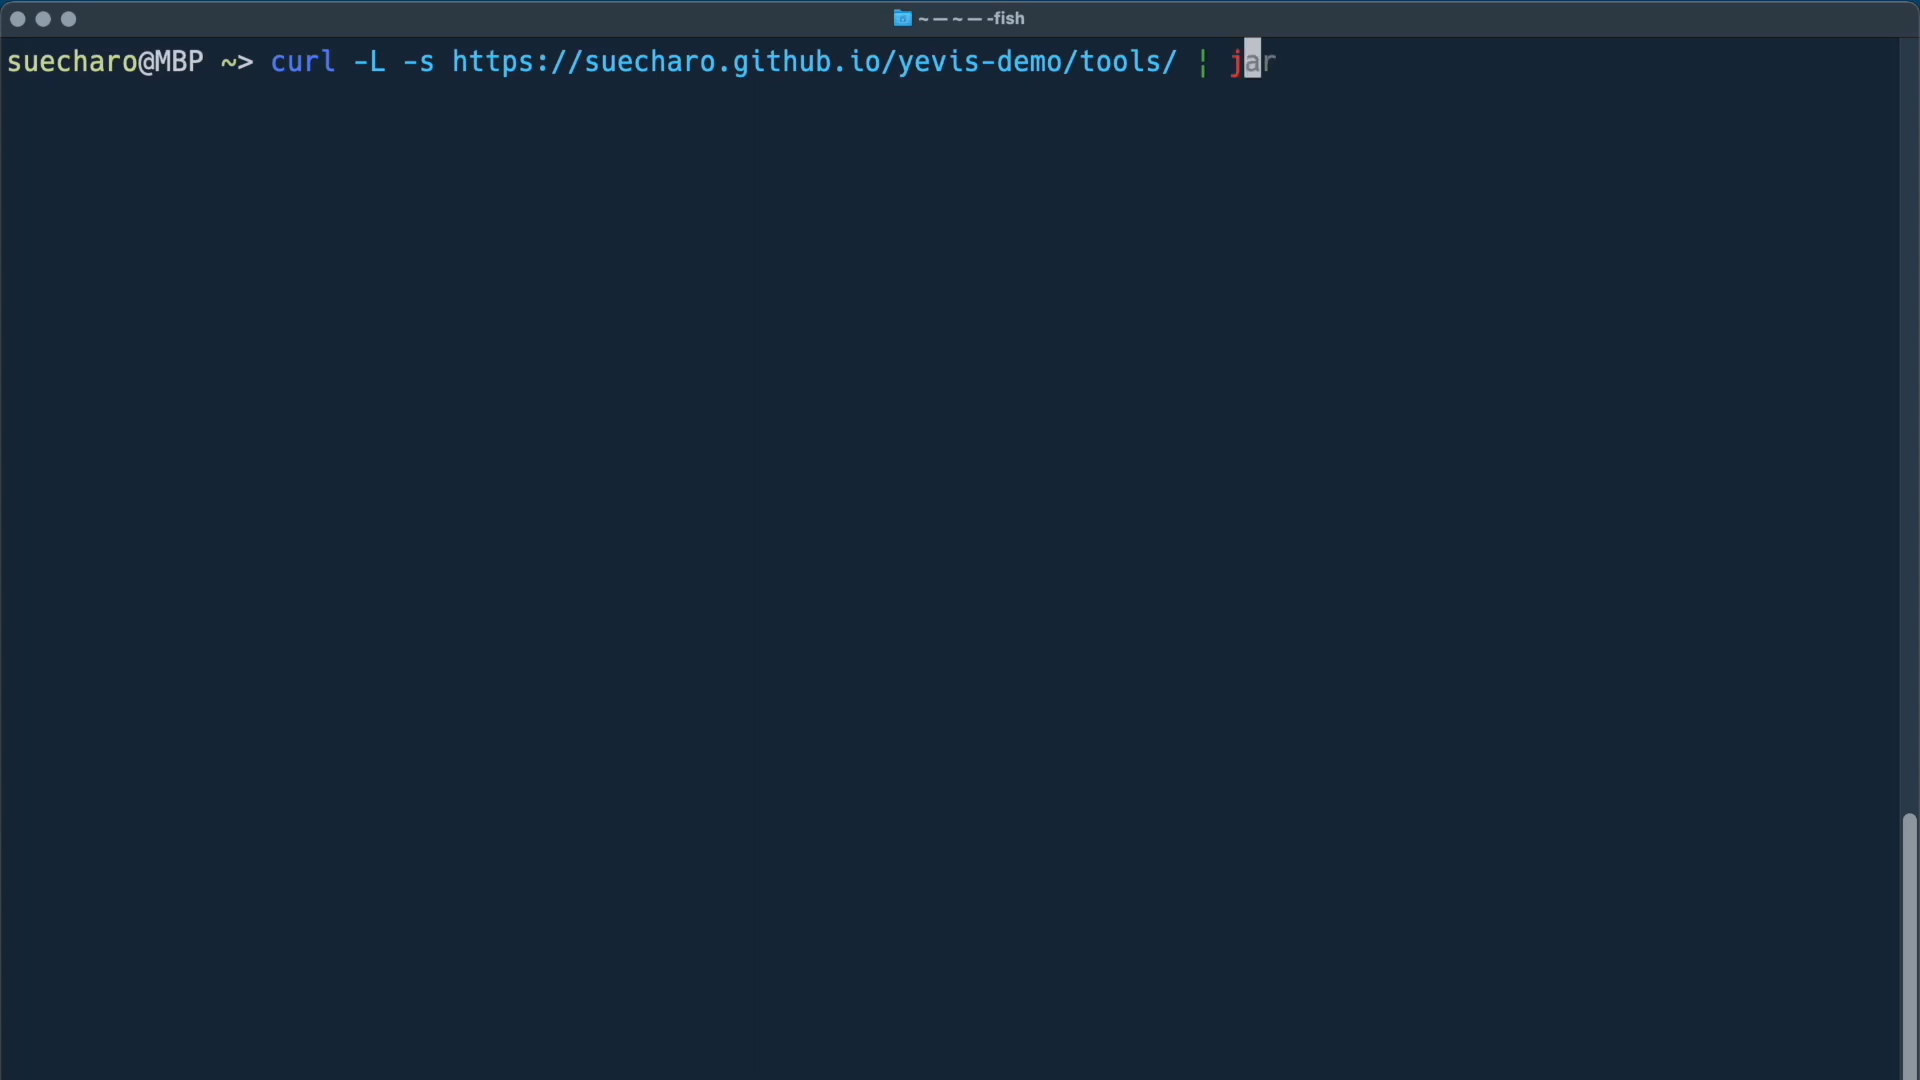 ~ — ~ — -fish
suecharo@MBP ~> curl -L -s https://suecharo.github.io/yevis-demo/tools/ | jar